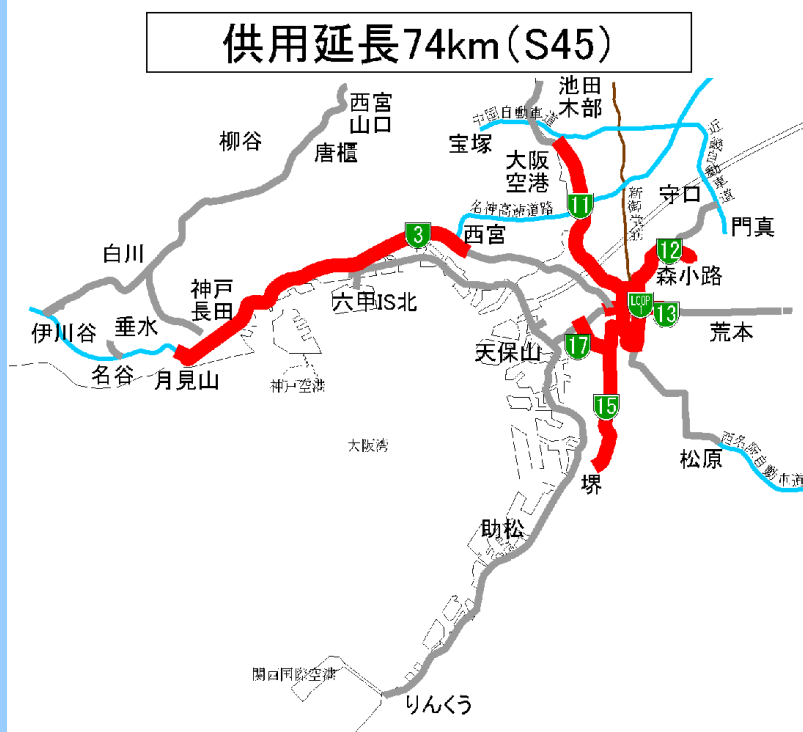 供用延長74km(S45)
池田
木部
西宮
山口
中国自動車道
宝塚
柳谷
唐櫃
大阪
空港
近畿自動車道
新御堂筋
守口
名神高速道路
門真
11
3
西宮
12
森小路
白川
神戸
長田
六甲IS北
LOOP
1
13
荒本
伊川谷
垂水
名谷
月見山
天保山
17
神戸空港
15
大阪湾
松原
西名阪自動車道
堺
助松
関西国際空港
りんくう